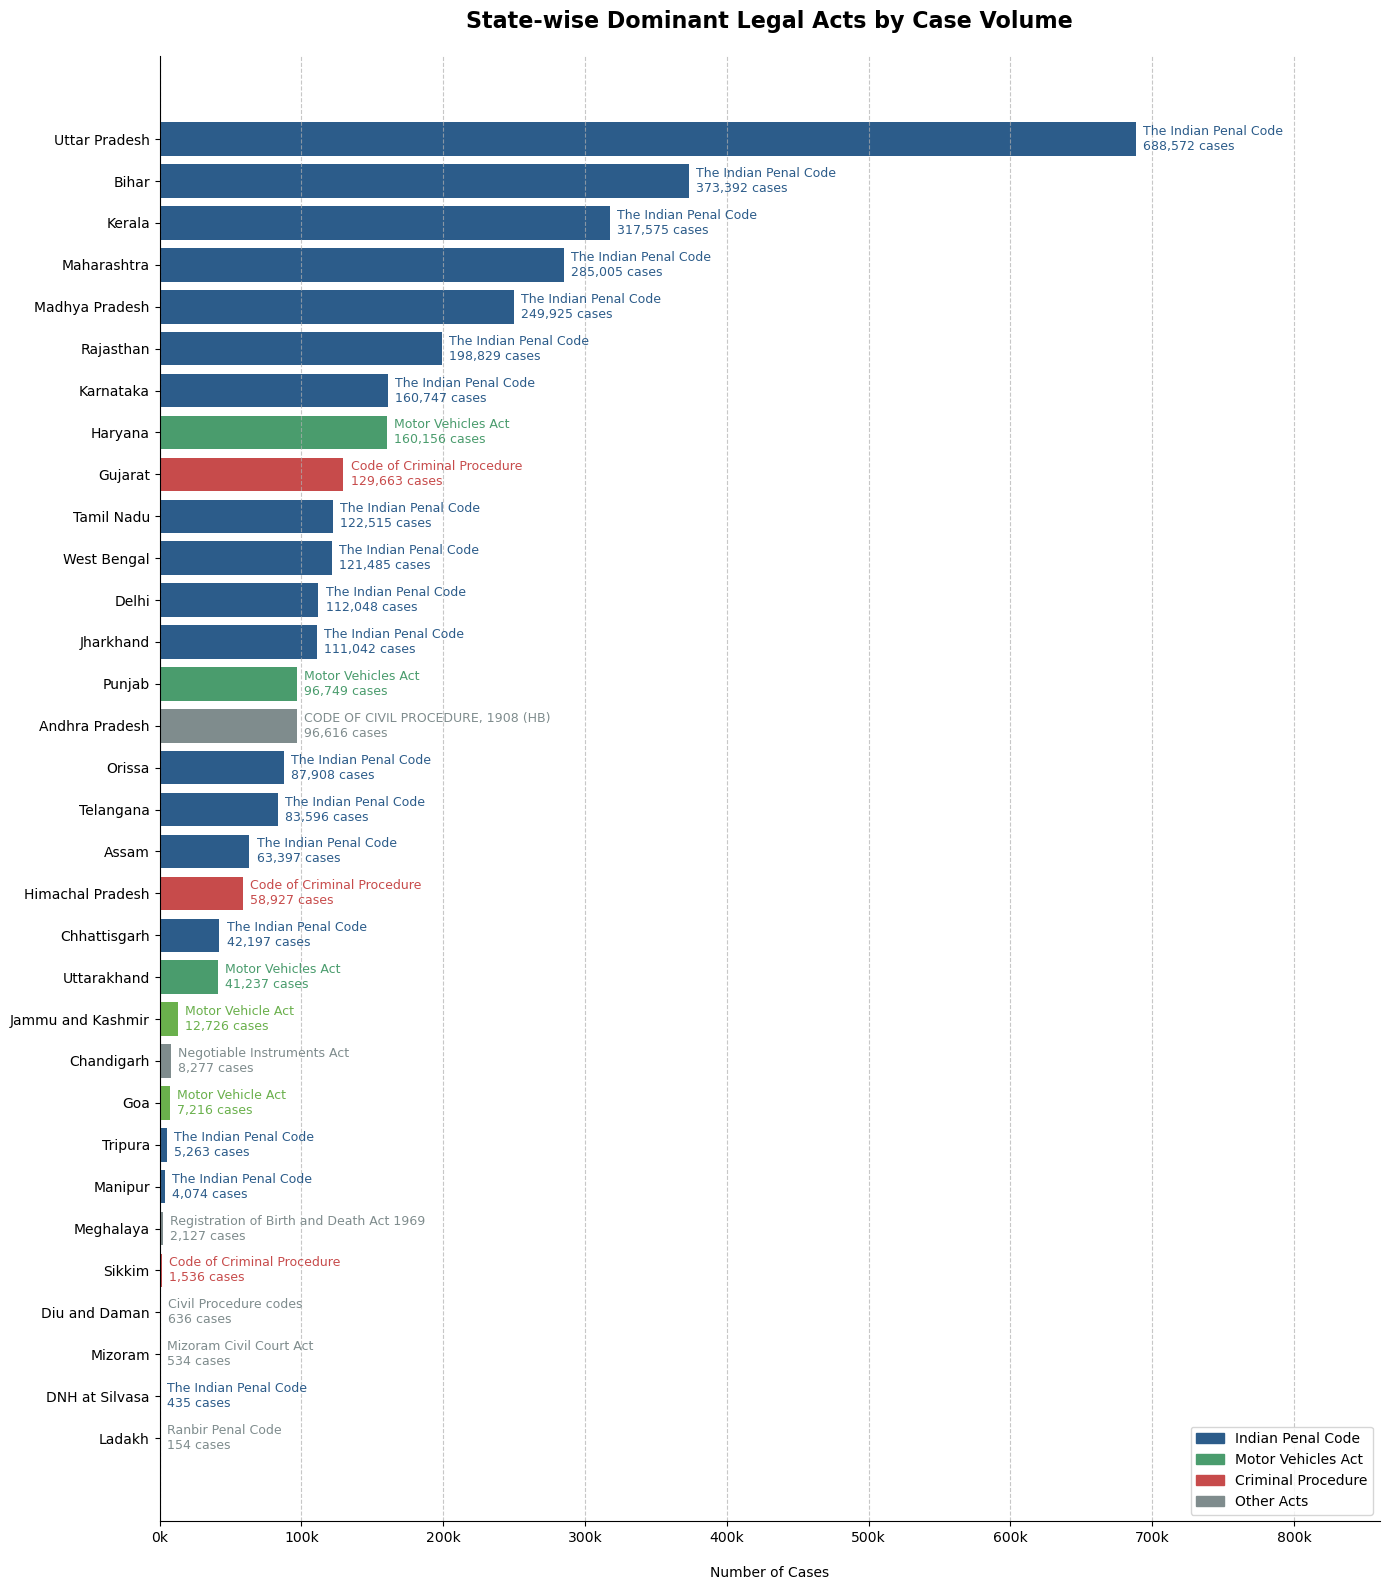 State-wise Dominant Legal Acts by Case Volume
Uttar Pradesh
The Indian Penal Code
688,572 cases
Bihar
The Indian Penal Code
373,392 cases
Kerala
The Indian Penal Code
317,575 cases
Maharashtra
The Indian Penal Code
285,005 cases
Madhya Pradesh
The Indian Penal Code
249,925 cases
Rajasthan
The Indian Penal Code
198,829 cases
Karnataka
The Indian Penal Code
160,747 cases
Haryana
Motor Vehicles Act
160,156 cases
Gujarat
Code of Criminal Procedure
129,663 cases
Tamil Nadu
The Indian Penal Code
122,515 cases
West Bengal
The Indian Penal Code
121,485 cases
Delhi
The Indian Penal Code
112,048 cases
Jharkhand
The Indian Penal Code
111,042 cases
Punjab
Motor Vehicles Act
96,749 cases
Andhra Pradesh
CODE OF CIVIL PROCEDURE, 1908 (HB)
96,616 cases
Orissa
The Indian Penal Code
87,908 cases
Telangana
The Indian Penal Code
83,596 cases
Assam
The Indian Penal Code
63,397 cases
Himachal Pradesh
Code of Criminal Procedure
58,927 cases
Chhattisgarh
The Indian Penal Code
42,197 cases
Uttarakhand
Motor Vehicles Act
41,237 cases
Jammu and Kashmir
Motor Vehicle Act
12,726 cases
Chandigarh
Negotiable Instruments Act
8,277 cases
Goa
Motor Vehicle Act
7,216 cases
Tripura
The Indian Penal Code
5,263 cases
Manipur
The Indian Penal Code
4,074 cases
Meghalaya
Registration of Birth and Death Act 1969
2,127 cases
Sikkim
Code of Criminal Procedure
1,536 cases
Diu and Daman
Civil Procedure codes
636 cases
Mizoram
Mizoram Civil Court Act
534 cases
DNH at Silvasa
The Indian Penal Code
435 cases
Ladakh
Ranbir Penal Code
154 cases
Indian Penal Code
Motor Vehicles Act
Criminal Procedure
Other Acts
0k 100k 200k 300k 400k 500k 600k 700k 800k
Number of Cases